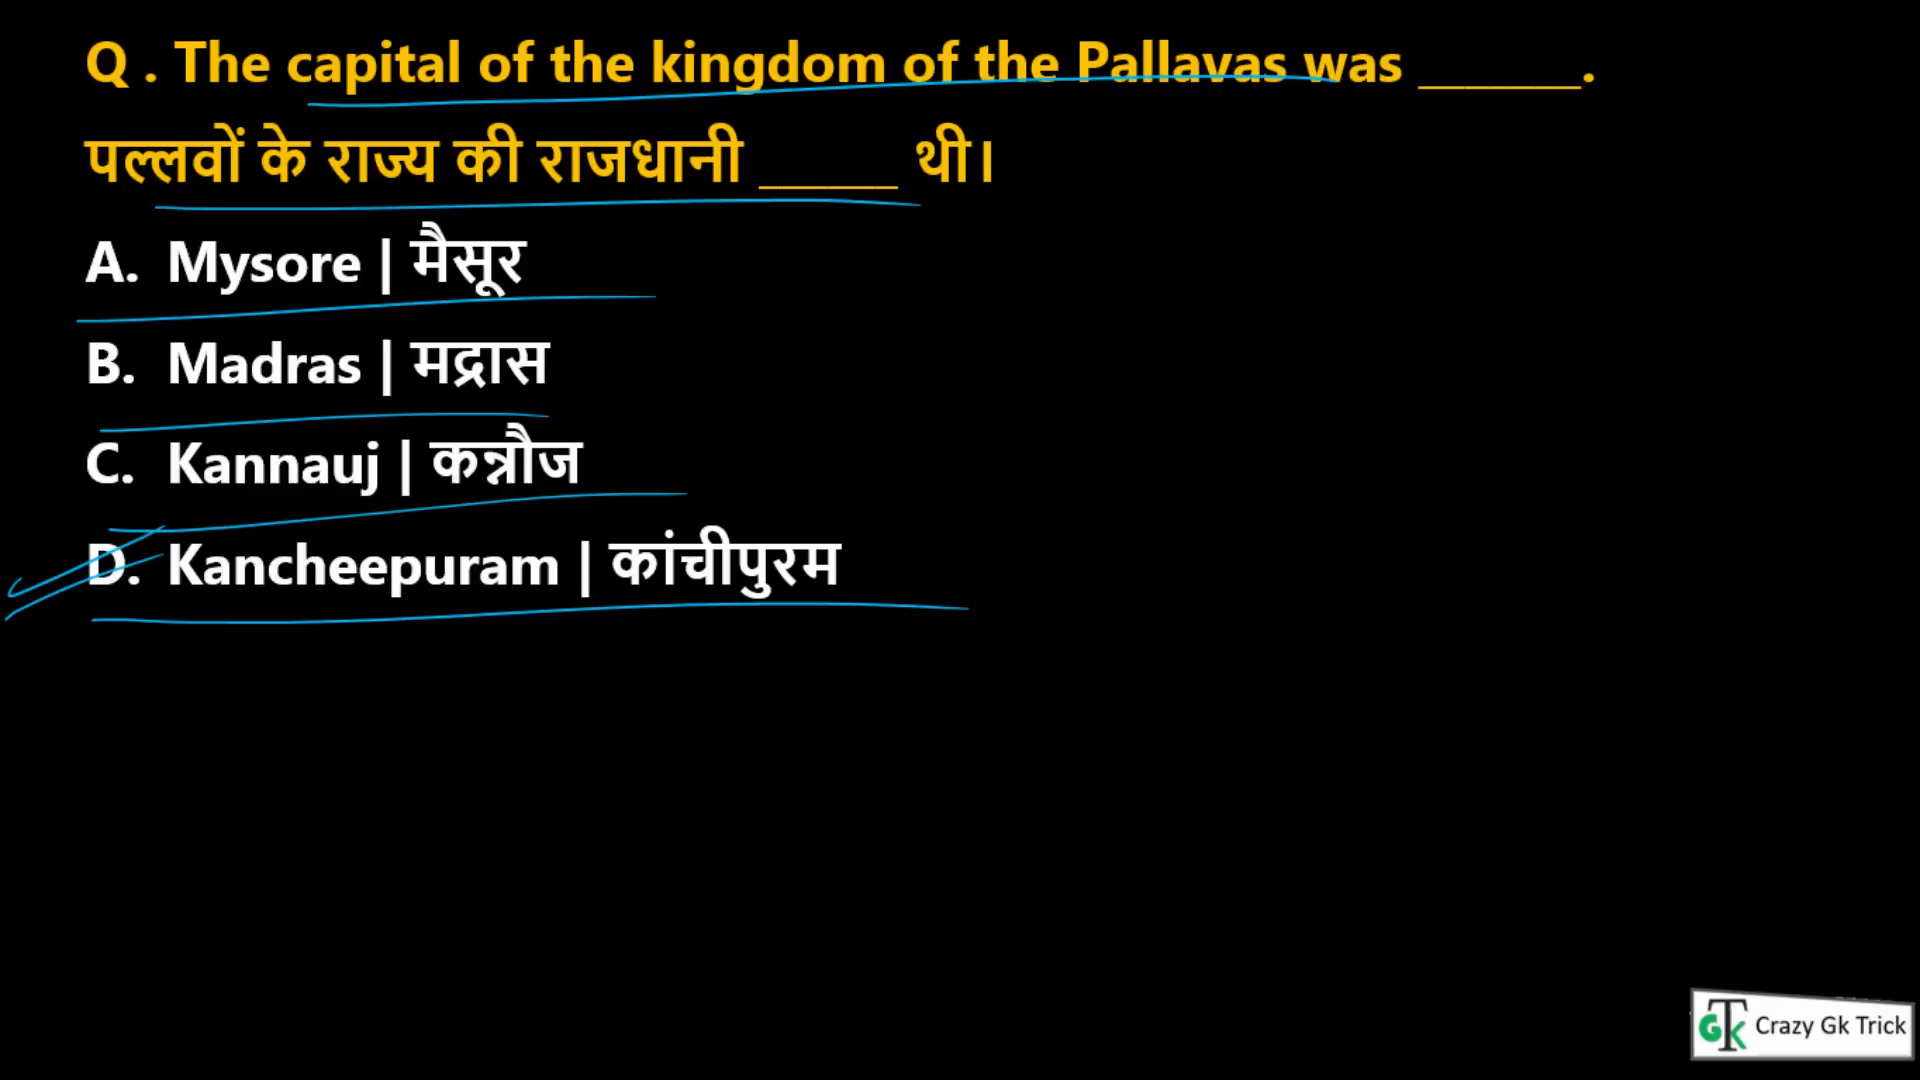 Q . The capital of the kingdom of the Pallavas was ______.
पल्लवों के राज्य की राजधानी _____ थी।
A. Mysore | मैसूर
B. Madras | मद्रास
C. Kannauj | कन्नौज
D. Kancheepuram | कांचीपुरम
GTK Crazy Gk Trick